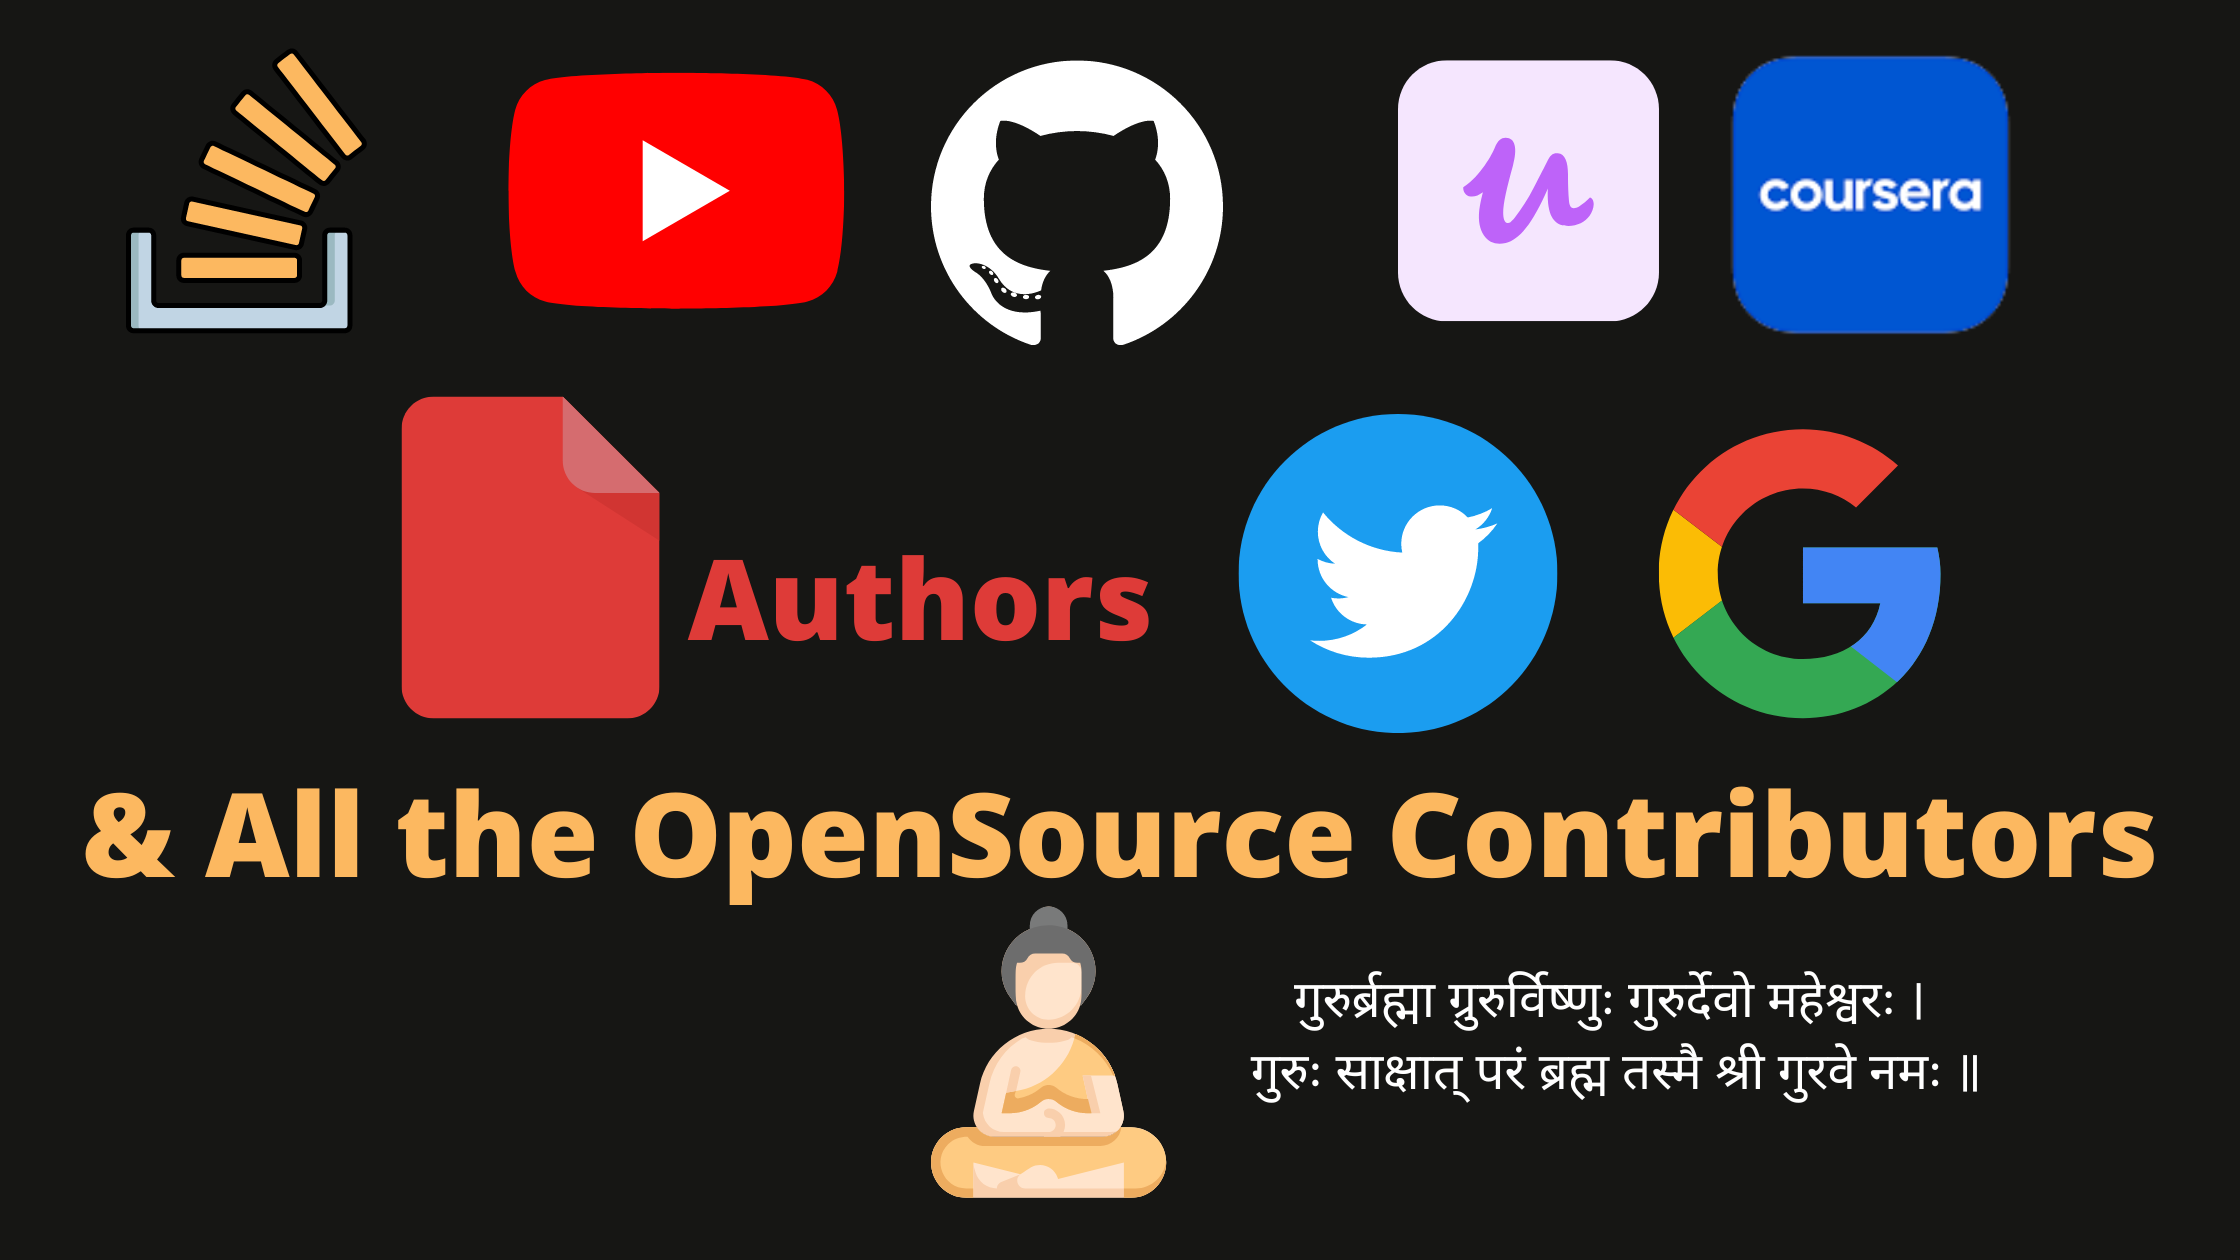 coursera
Authors
& All the OpenSource Contributors
गुरुर्ब्रह्मा ग्रुरुर्विष्णुः गुरुर्देवो महेश्वरः ।
गुरुः साक्षात् परं ब्रह्म तस्मै श्री गुरवे नमः ॥